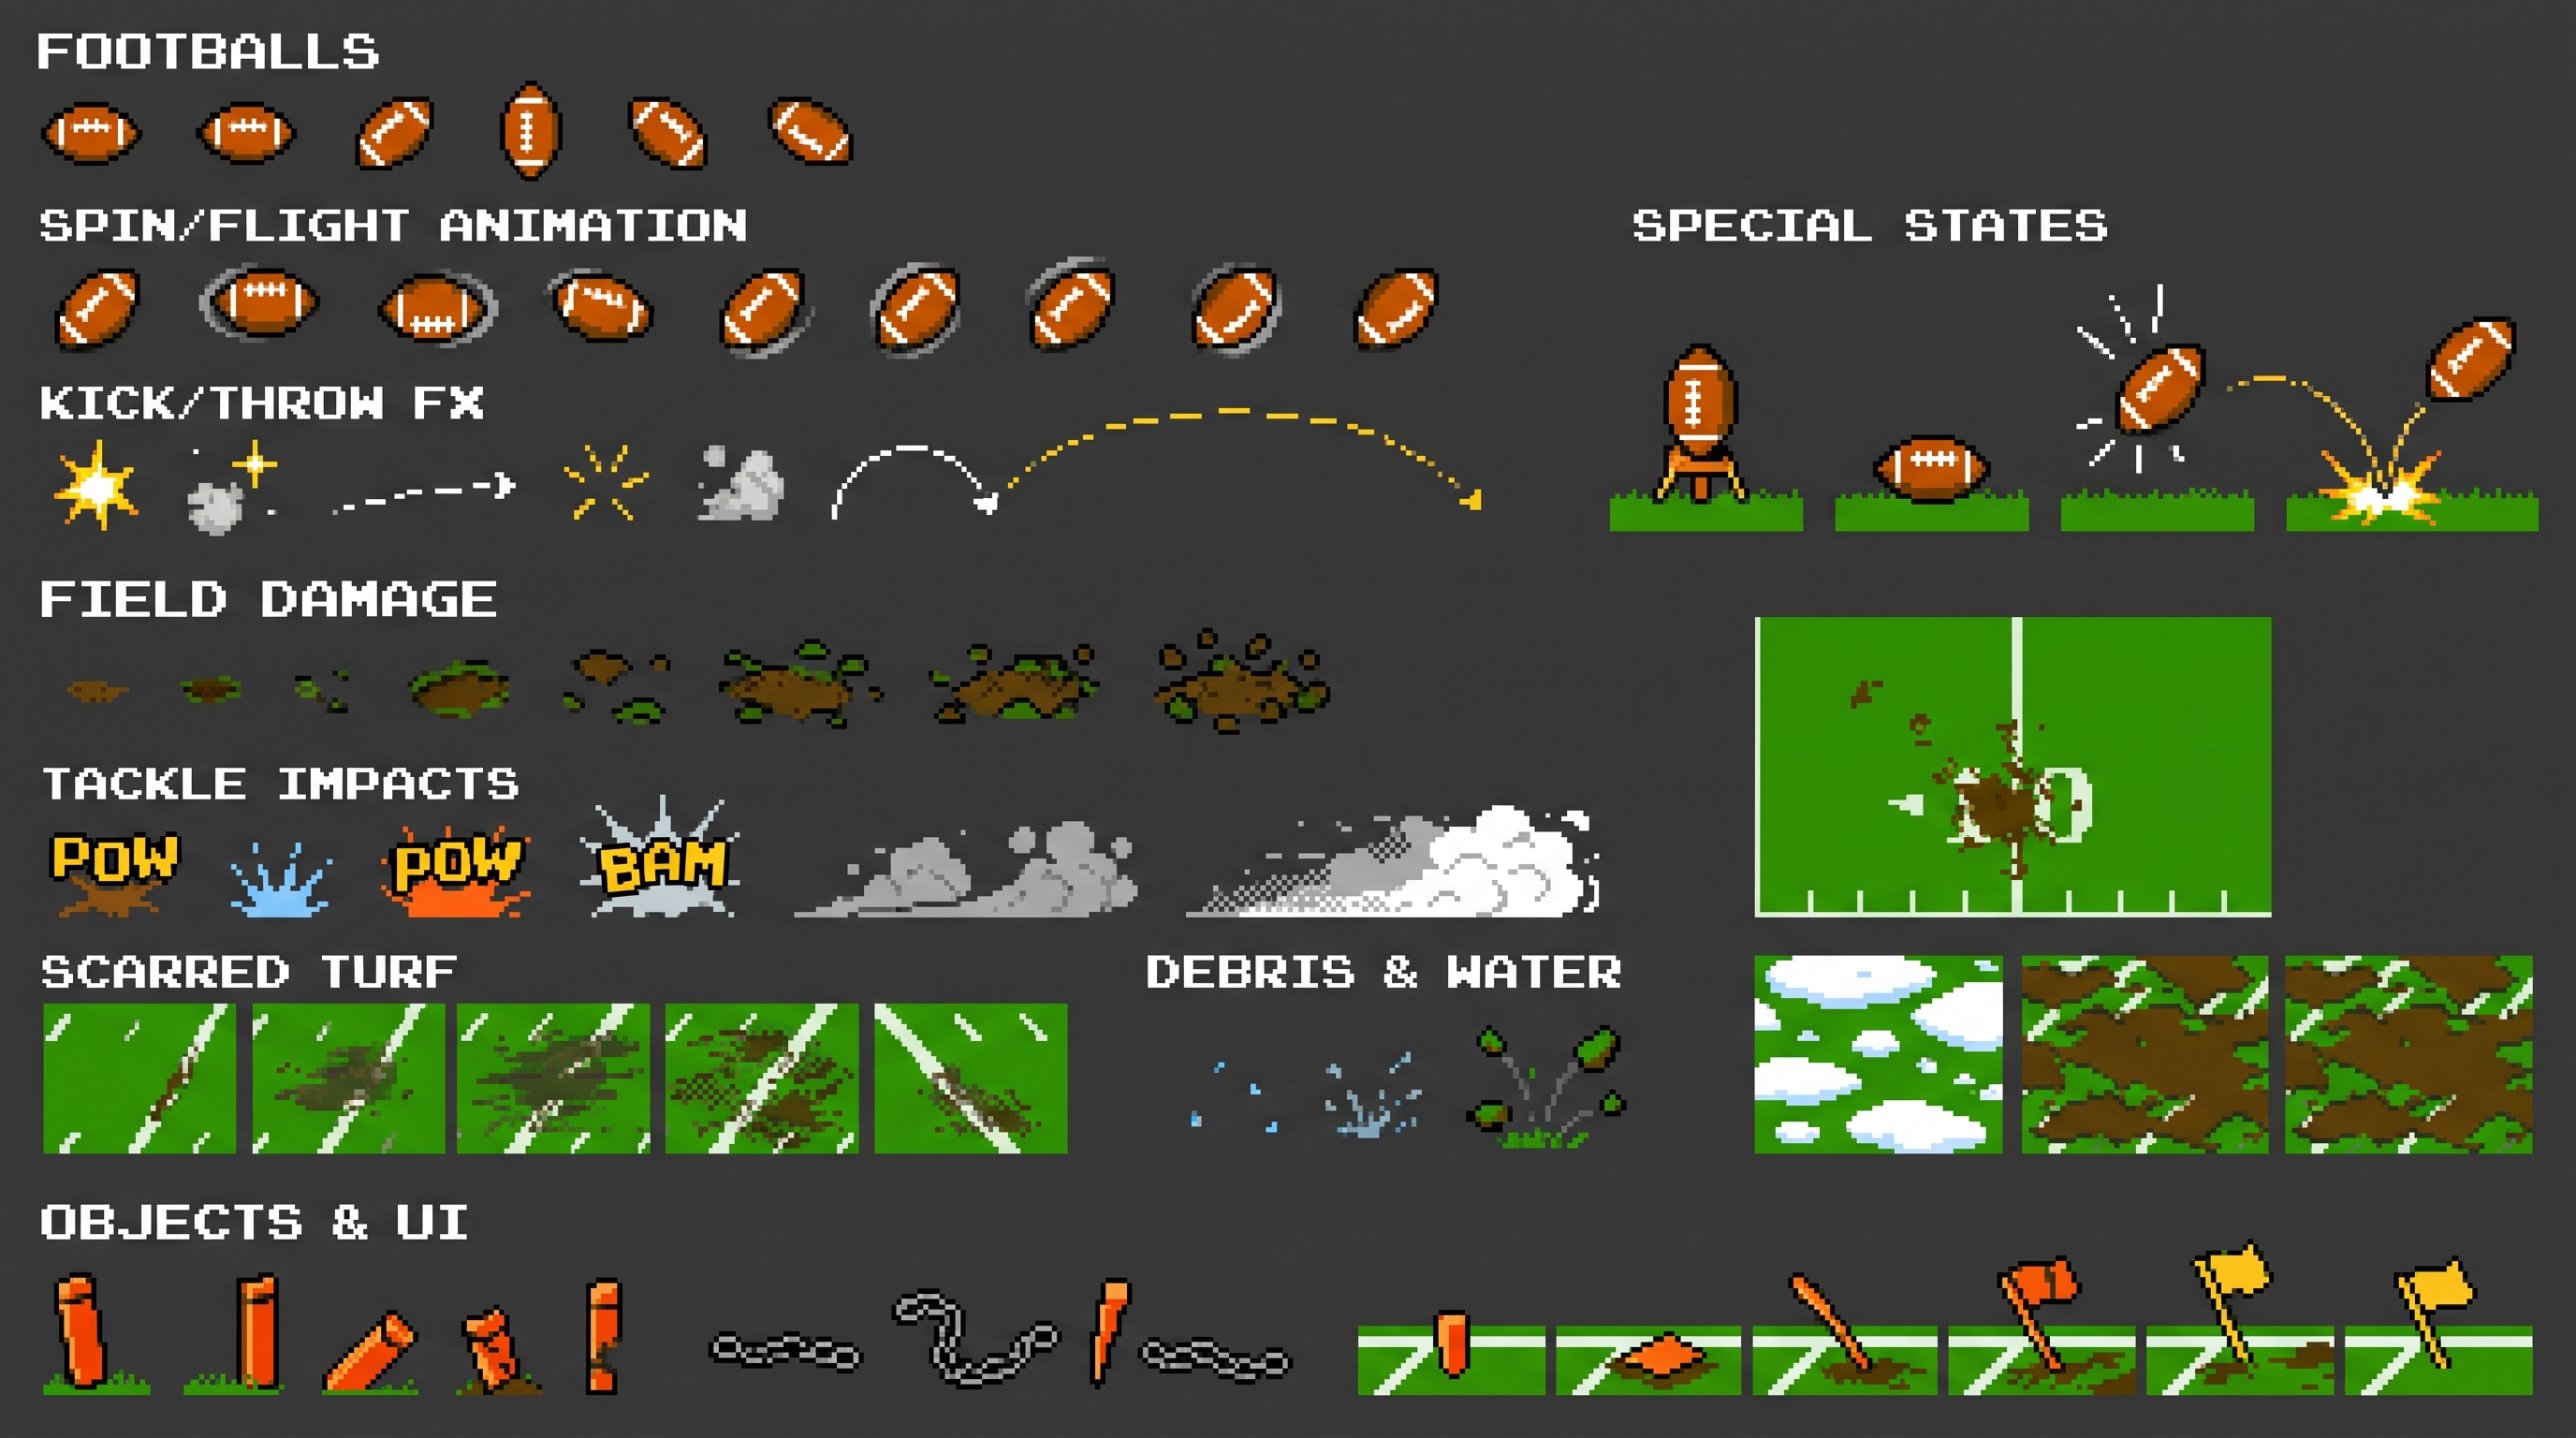 FOOTBALLS
SPIN/FLIGHT ANIMATION
SPECIAL STATES
KICK/THROW FX
FIELD DAMAGE
TACKLE IMPACTS
POW
POW
BAM
SCARRED TURF
DEBRIS & WATER
OBJECTS & UI